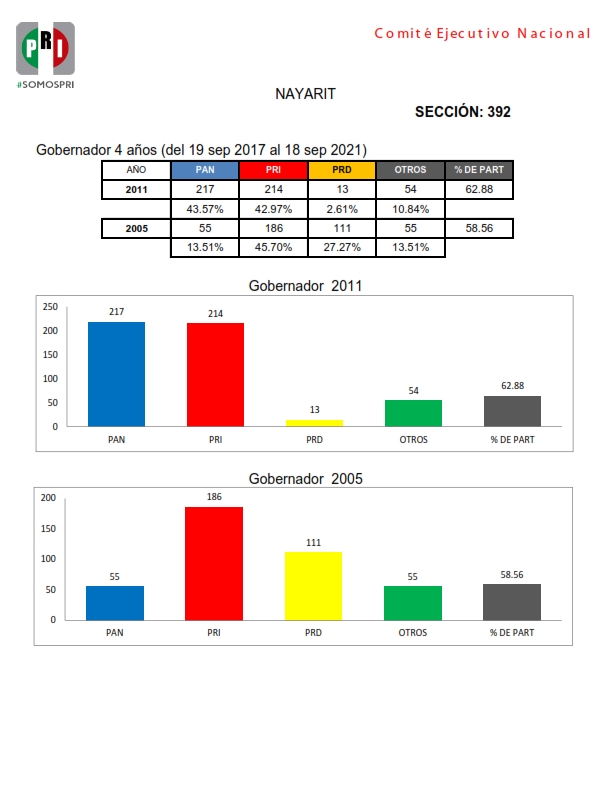 Comité Ejecutivo Nacional
PRI
#SOMOSPRI
NAYARIT
SECCIÓN: 392
Gobernador 4 años (del 19 sep 2017 al 18 sep 2021)
AÑO PAN PRI PRD OTROS % DE PART
2011 217 214 13 54 62.88
43.57% 42.97% 2.61% 10.84%
2005 55 186 111 55 58.56
13.51% 45.70% 27.27% 13.51%
Gobernador 2011
250
200
150
100
50
0
217 214 13 54 62.88
PAN PRI PRD OTROS % DE PART
Gobernador 2005
200
150
100
50
0
55 186 111 55 58.56
PAN PRI PRD OTROS % DE PART